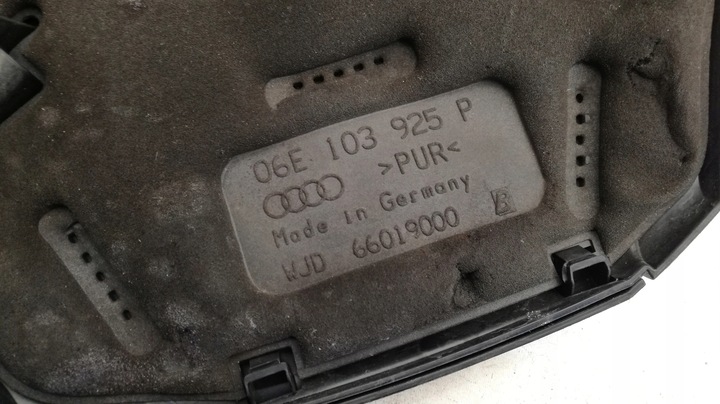 06E 103 925 P
>PUR<
Made in Germany
WJD 66019000